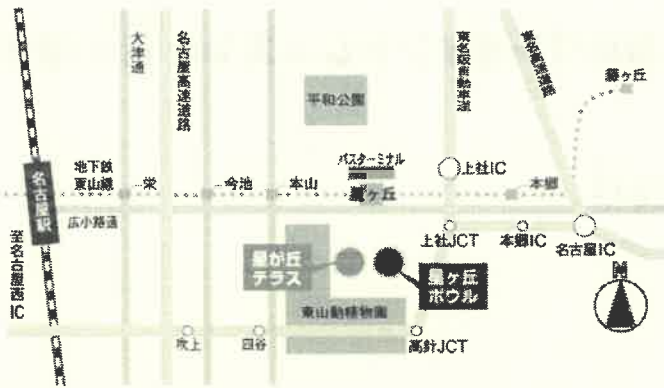 大津通
名古屋高速道路
東名阪自動車道
東名高速道路
藤ヶ丘
平和公園
バスターミナル
星ヶ丘
上社IC
地下鉄
東山線
栄
今池
本山
本郷
名古屋駅
広小路通
至名古屋西IC
上社JCT
本郷IC
名古屋IC
星が丘
テラス
星ヶ丘
ボウル
東山動植物園
吹上
四谷
高針JCT
N